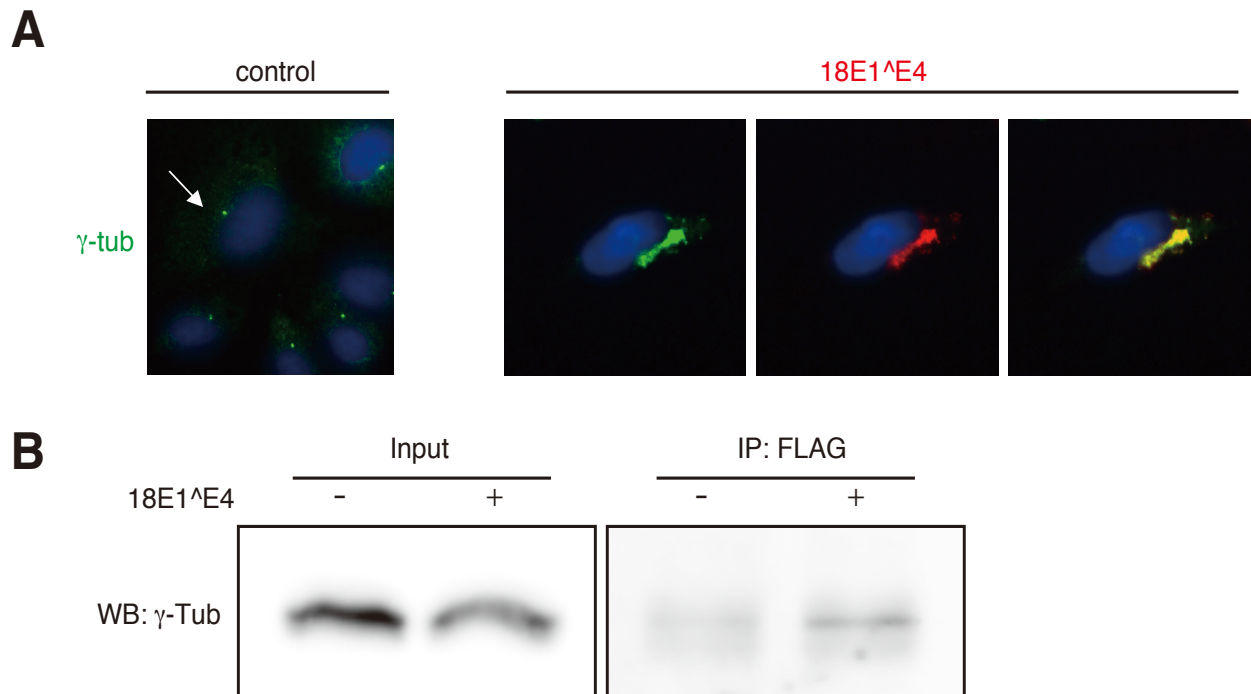 A
control
18E1^E4
γ-tub
B
Input
IP: FLAG
18E1^E4 - + - +
WB: γ-Tub